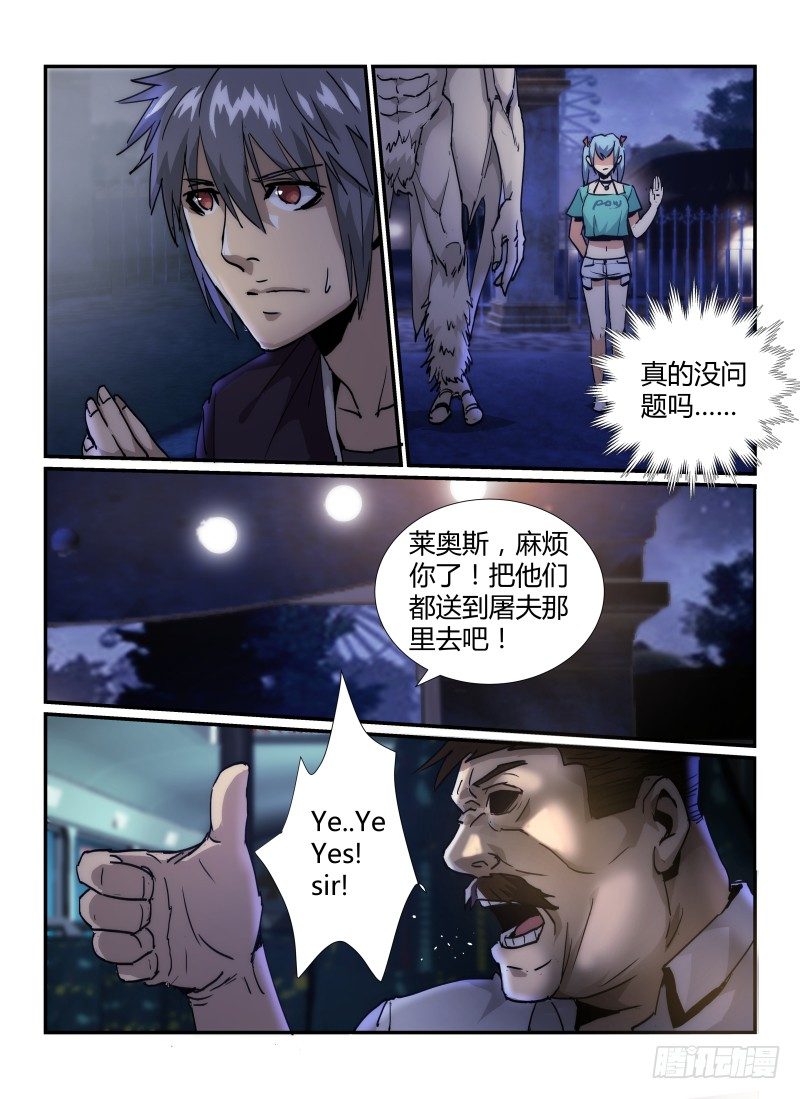 poy
真的没问
题吗……
莱奥斯，麻烦
你了！把他们
都送到屠夫那
里去吧！
Ye..Ye
Yes!
sir!
腾讯动漫